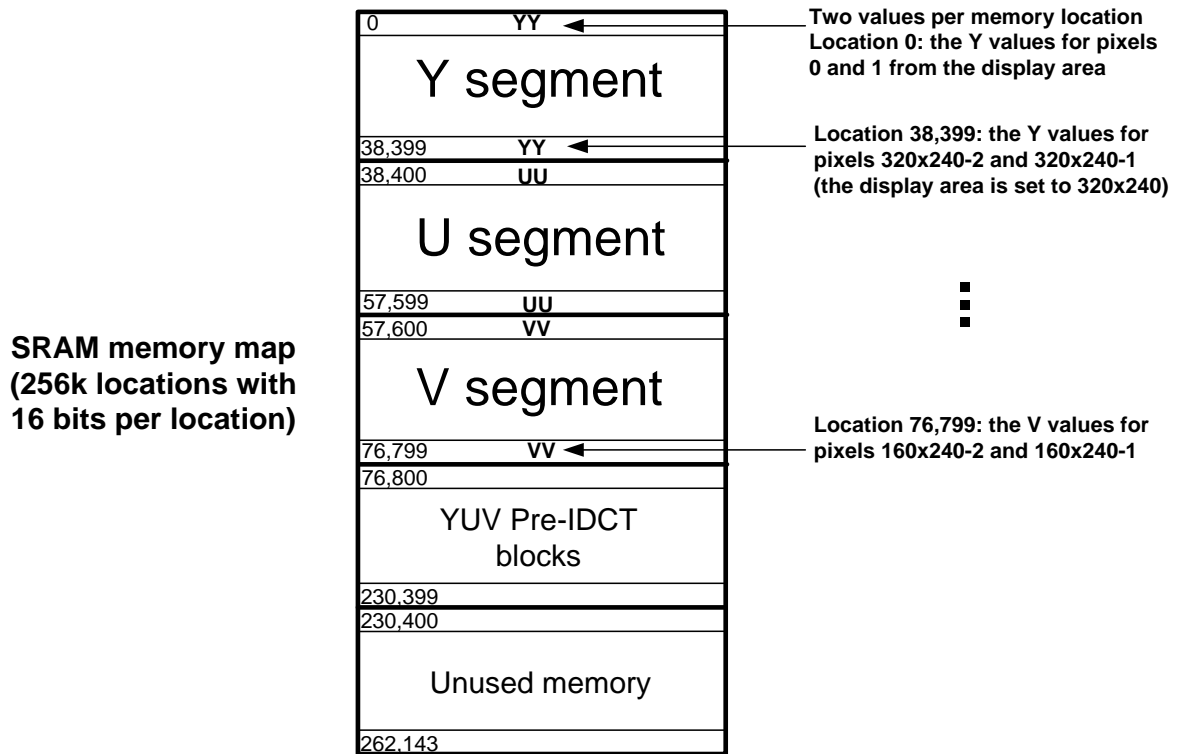 0 YY
Two values per memory location
Location 0: the Y values for pixels
0 and 1 from the display area
Y segment
38,399 YY
Location 38,399: the Y values for
pixels 320x240-2 and 320x240-1
(the display area is set to 320x240)
38,400 UU
U segment
57,599 UU
57,600 VV
SRAM memory map
(256k locations with
16 bits per location)
V segment
76,799 VV
Location 76,799: the V values for
pixels 160x240-2 and 160x240-1
76,800
YUV Pre-IDCT
blocks
230,399
230,400
Unused memory
262,143